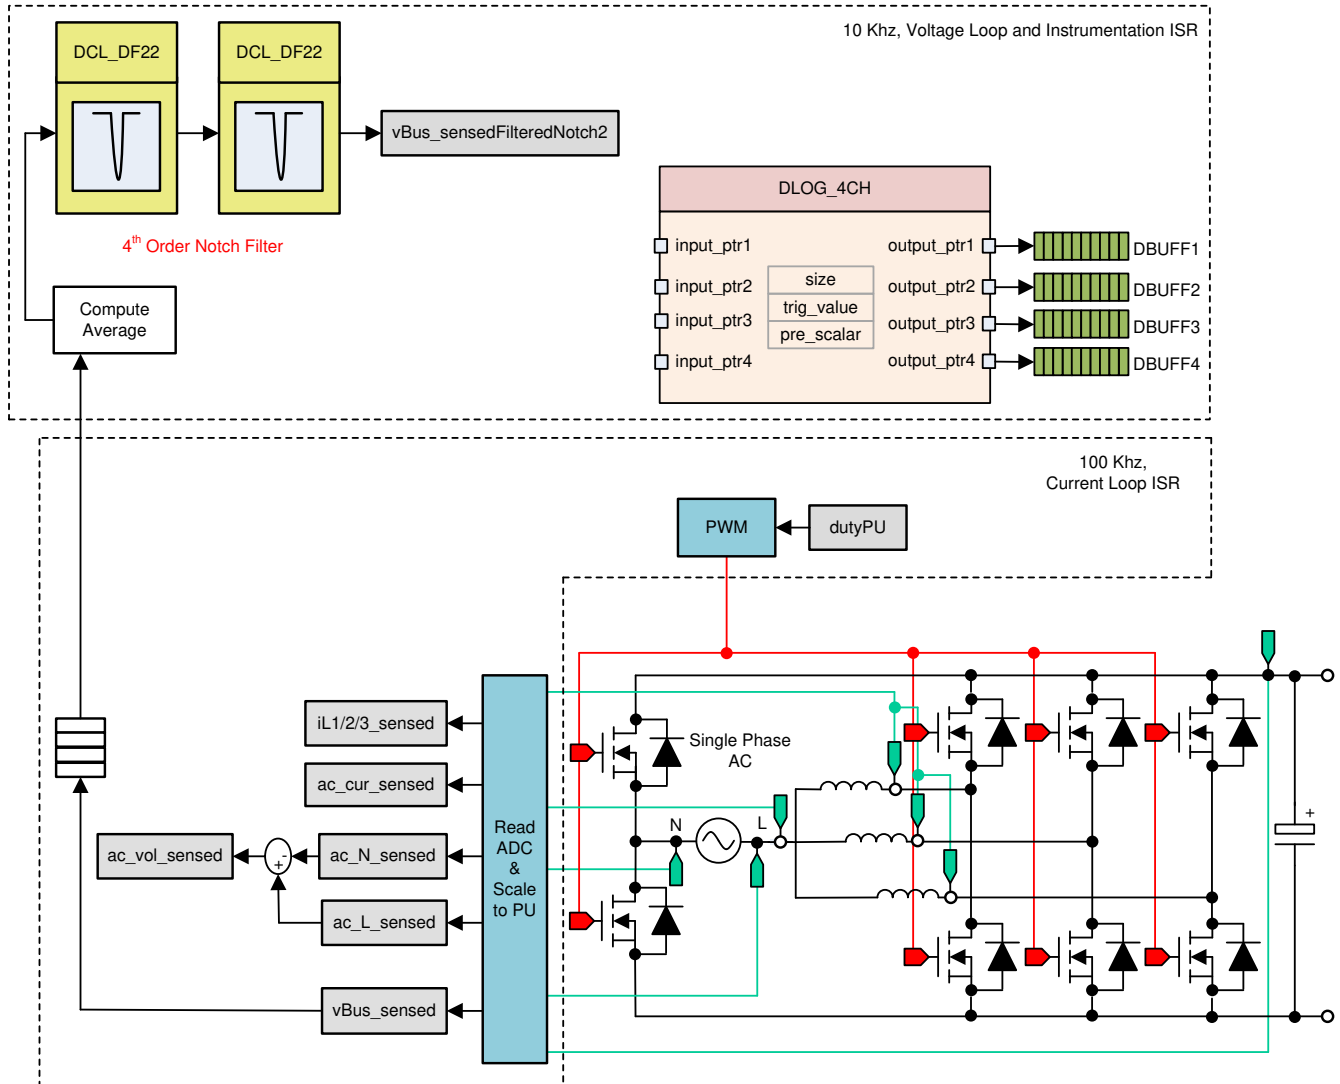 10 Khz, Voltage Loop and Instrumentation ISR
DCL_DF22
DCL_DF22
vBus_sensedFilteredNotch2
4th Order Notch Filter
Compute
Average
DLOG_4CH
input_ptr1
input_ptr2
input_ptr3
input_ptr4
size
trig_value
pre_scalar
output_ptr1
output_ptr2
output_ptr3
output_ptr4
DBUFF1
DBUFF2
DBUFF3
DBUFF4
100 Khz,
Current Loop ISR
PWM
dutyPU
iL1/2/3_sensed
ac_cur_sensed
ac_vol_sensed
-
+
ac_N_sensed
ac_L_sensed
vBus_sensed
Read
ADC
&
Scale
to PU
Single Phase
AC
N
L
+